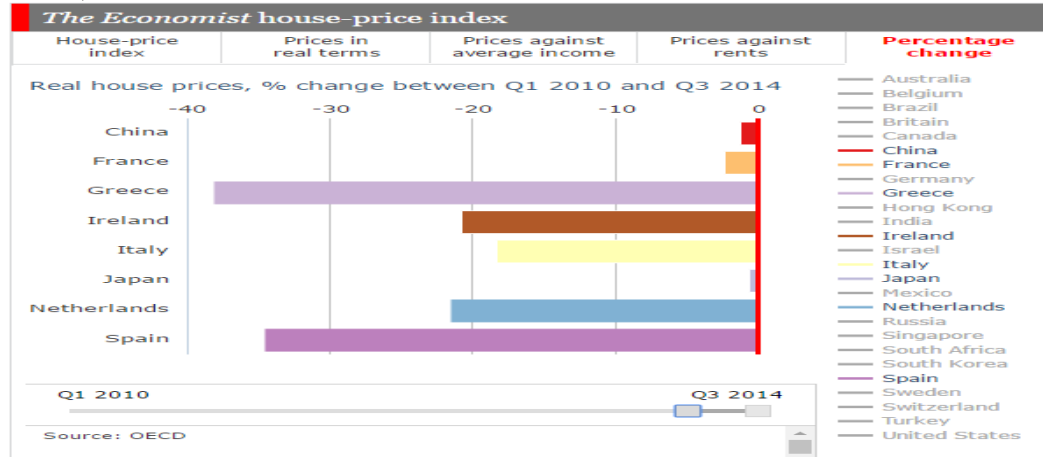 The Economist house-price index
House-price index
Prices in real terms
Prices against average income
Prices against rents
Percentage change
Real house prices, % change between Q1 2010 and Q3 2014
-40 -30 -20 -10 0
China
France
Greece
Ireland
Italy
Japan
Netherlands
Spain
Q1 2010 Q3 2014
Source: OECD
Australia
Belgium
Brazil
Britain
Canada
China
France
Germany
Greece
Hong Kong
India
Ireland
Israel
Italy
Japan
Mexico
Netherlands
Russia
Singapore
South Africa
South Korea
Spain
Sweden
Switzerland
Turkey
United States